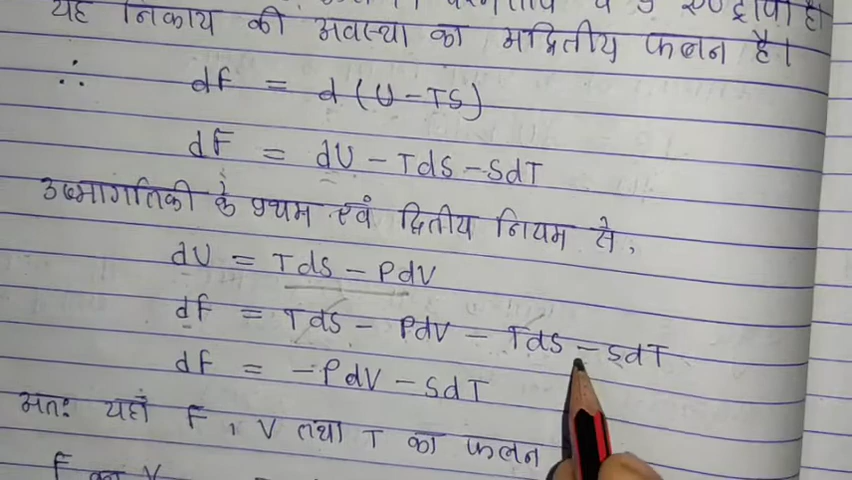 एन्ट्रापी है।
यह निकाय की अवस्था का अद्वितीय फलन है।
∴ dF = d (U - TS)
dF = dU - TdS - SdT
उष्मागतिकी के प्रथम एवं द्वितीय नियम से,
dU = TdS - PdV
dF = TdS - PdV - TdS - SdT
dF = - PdV - SdT
अतः यहाँ F, V तथा T का फलन
F का V